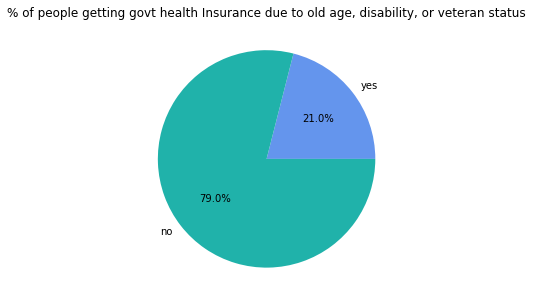 % of people getting govt health Insurance due to old age, disability, or veteran status
yes
21.0%
79.0%
no